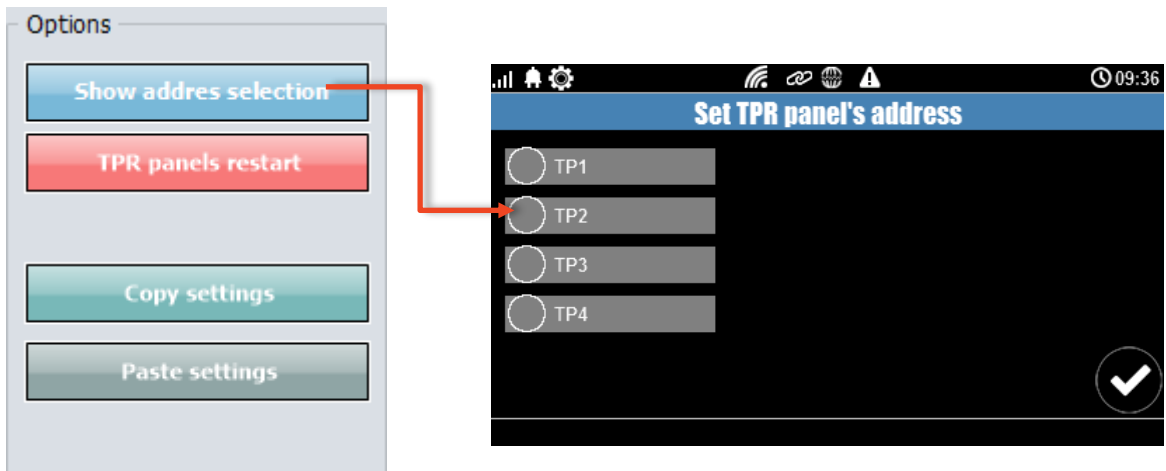 Options
Show addres selection
TPR panels restart
Copy settings
Paste settings
09:36
Set TPR panel's address
TP1
TP2
TP3
TP4